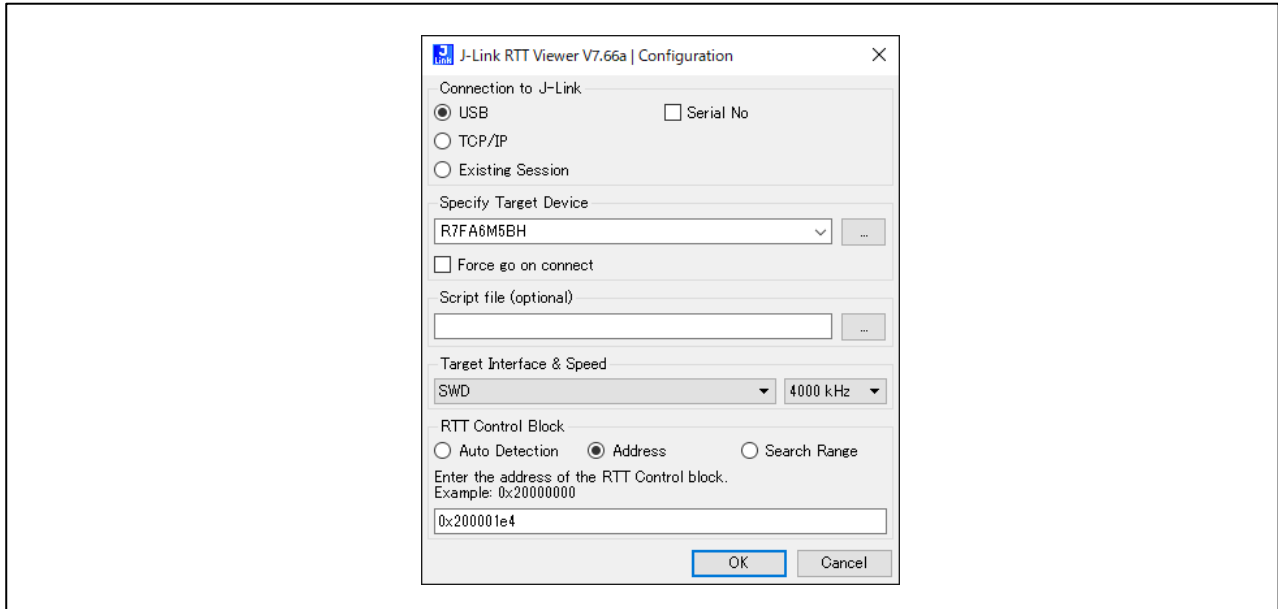 J-Link RTT Viewer V7.66a | Configuration
Connection to J-Link
USB
Serial No
TCP/IP
Existing Session
Specify Target Device
R7FA6M5BH
...
Force go on connect
Script file (optional)
...
Target Interface & Speed
SWD
4000 kHz
RTT Control Block
Auto Detection
Address
Search Range
Enter the address of the RTT Control block.
Example: 0x20000000
0x200001e4
OK
Cancel